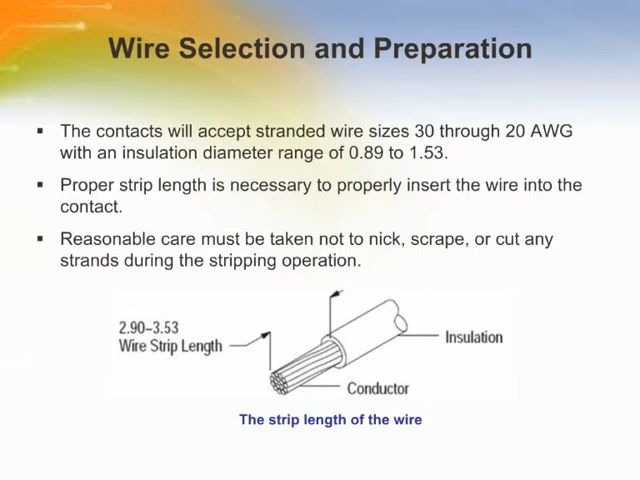 Wire Selection and Preparation
▪ The contacts will accept stranded wire sizes 30 through 20 AWG
with an insulation diameter range of 0.89 to 1.53.
▪ Proper strip length is necessary to properly insert the wire into the
contact.
▪ Reasonable care must be taken not to nick, scrape, or cut any
strands during the stripping operation.
2.90–3.53
Wire Strip Length
Insulation
Conductor
The strip length of the wire